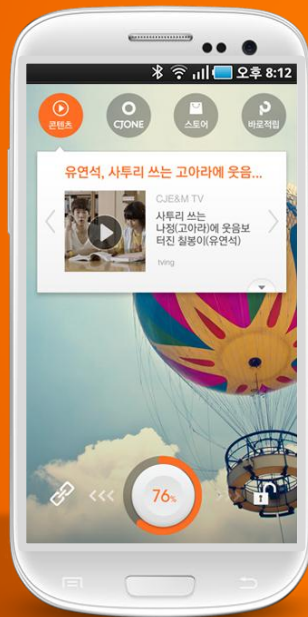 오후 8:12
콘텐츠
CJONE
스토어
바로적립
유연석, 사투리 쓰는 고아라에 웃음...
CJE&M TV
사투리 쓰는
나정(고아라)에 웃음보
터진 칠봉이(유연석)
tving
76%